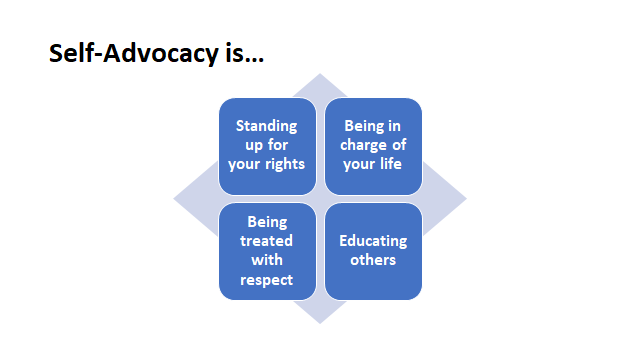 Self-Advocacy is...
Standing
up for
your rights
Being in
charge of
your life
Being
treated
with
respect
Educating
others